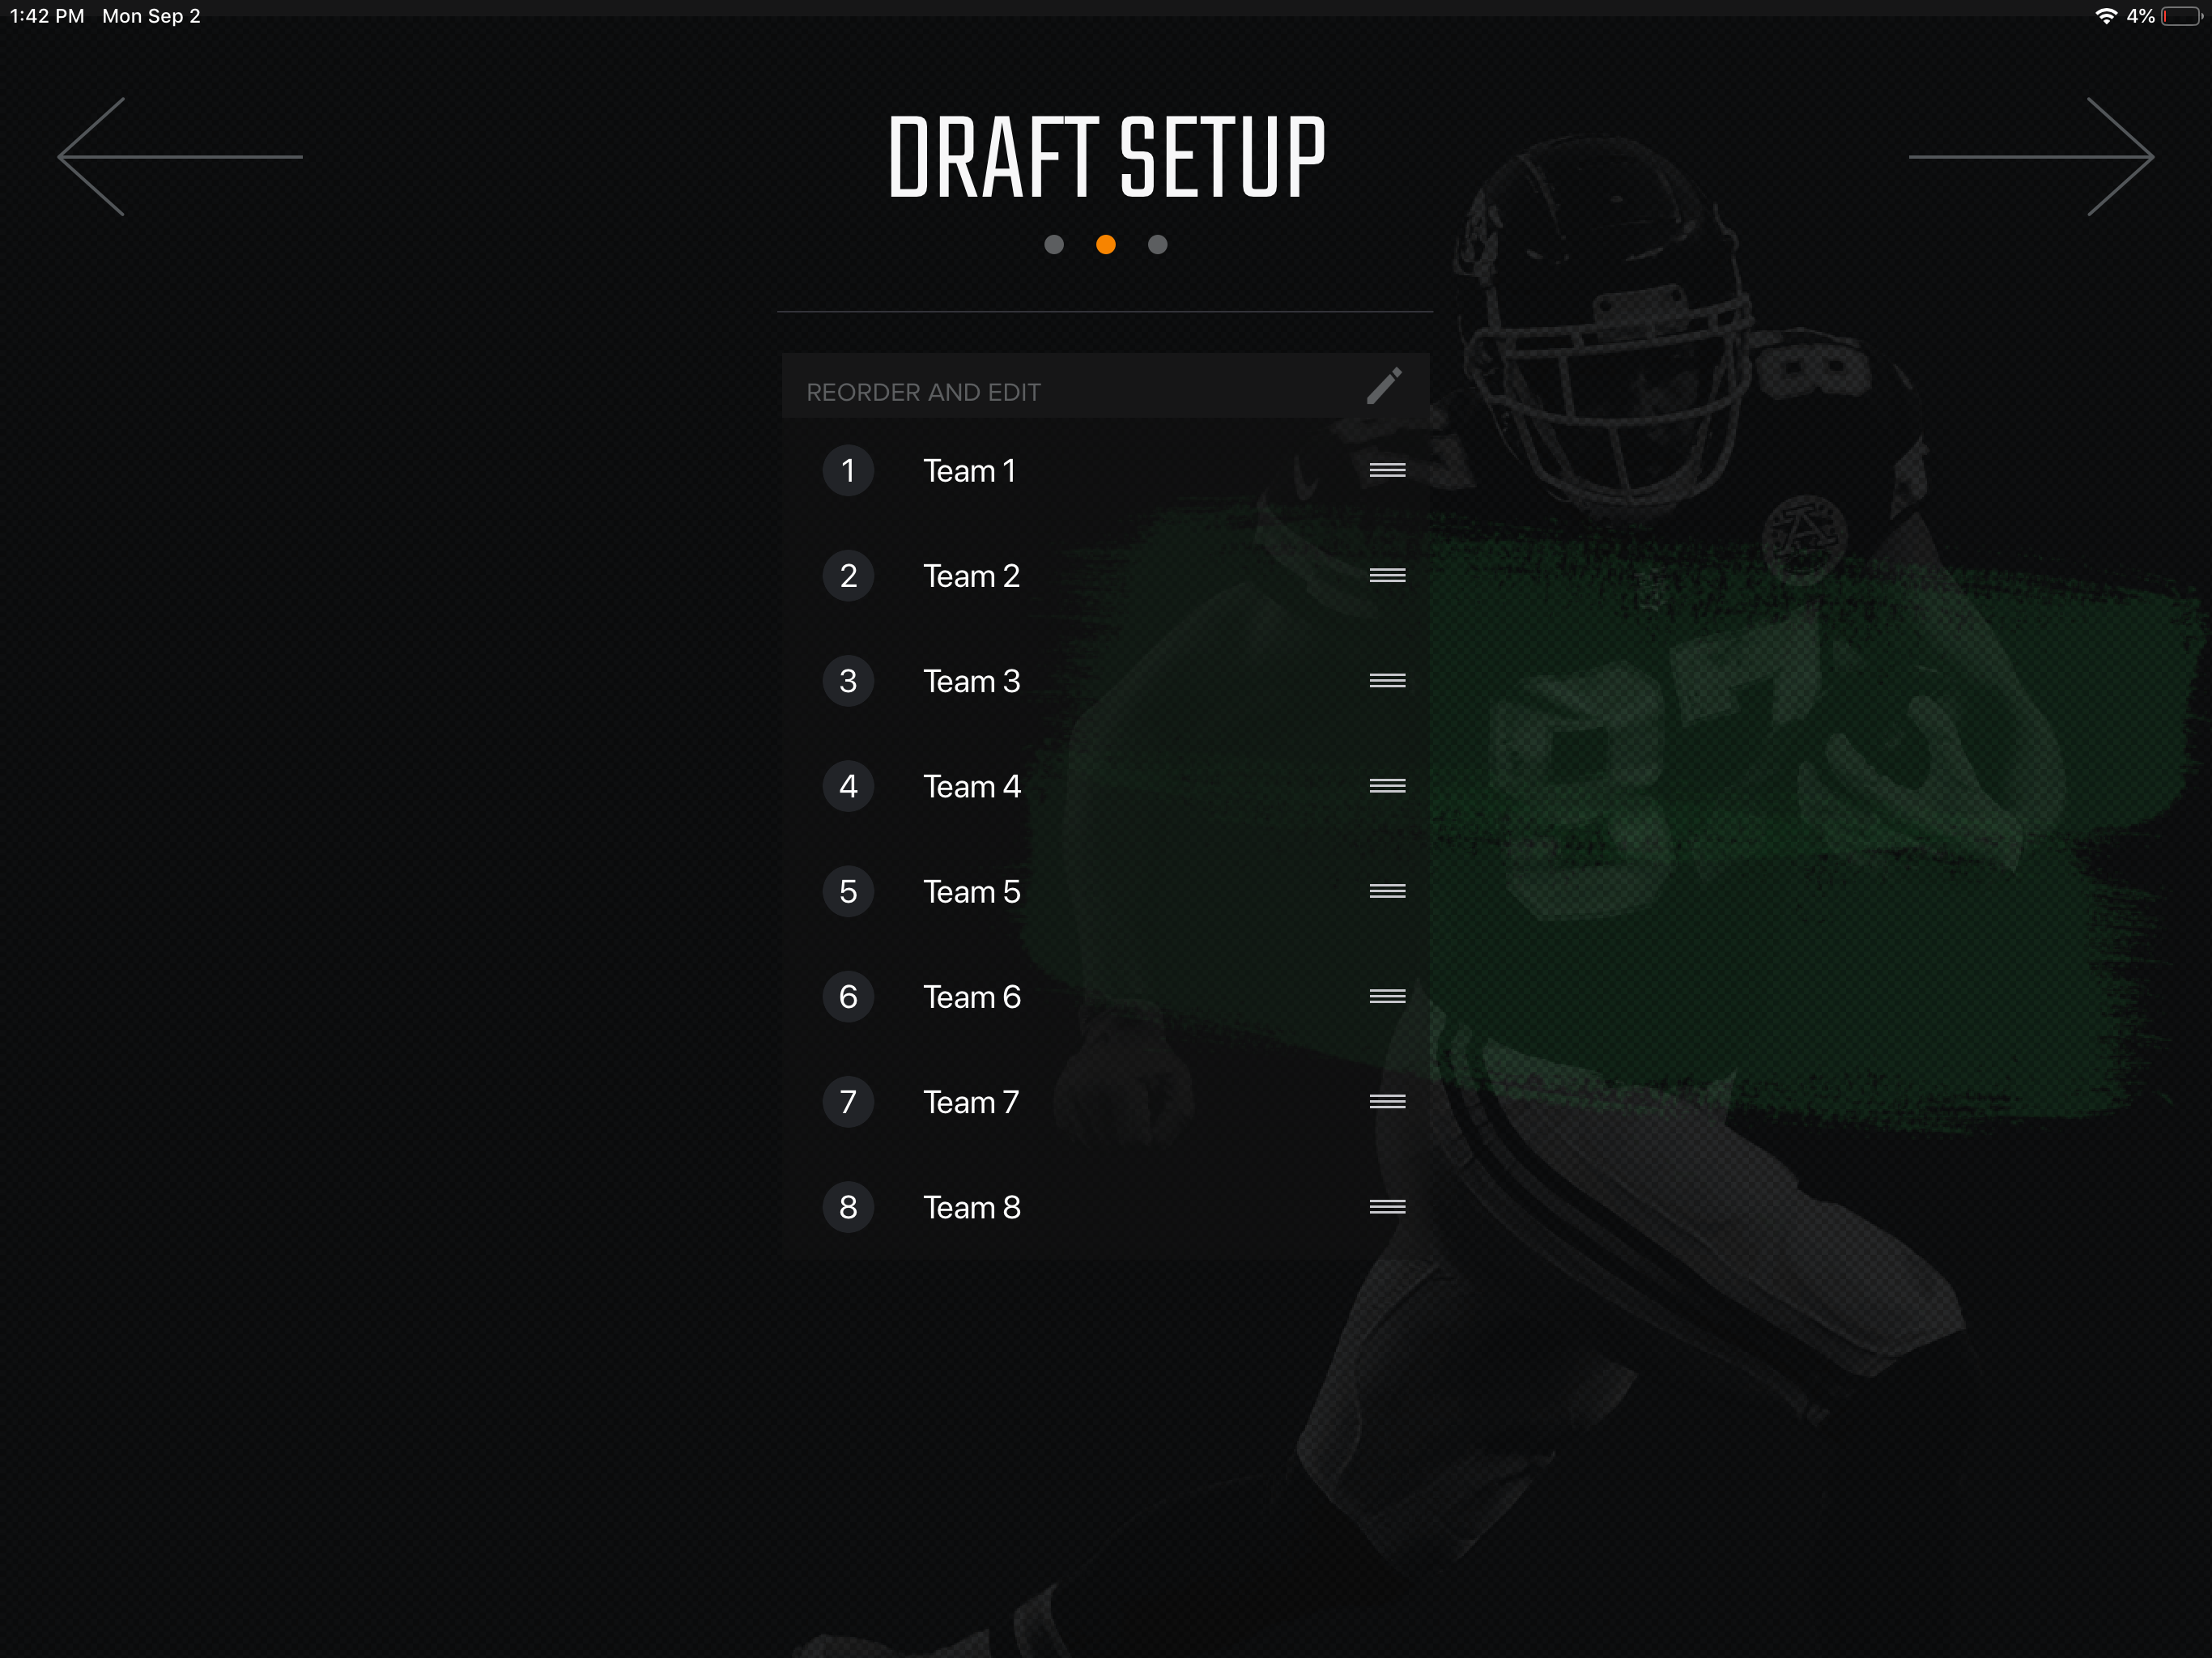 1:42 PM Mon Sep 2 4%
DRAFT SETUP
REORDER AND EDIT
1 Team 1
2 Team 2
3 Team 3
4 Team 4
5 Team 5
6 Team 6
7 Team 7
8 Team 8